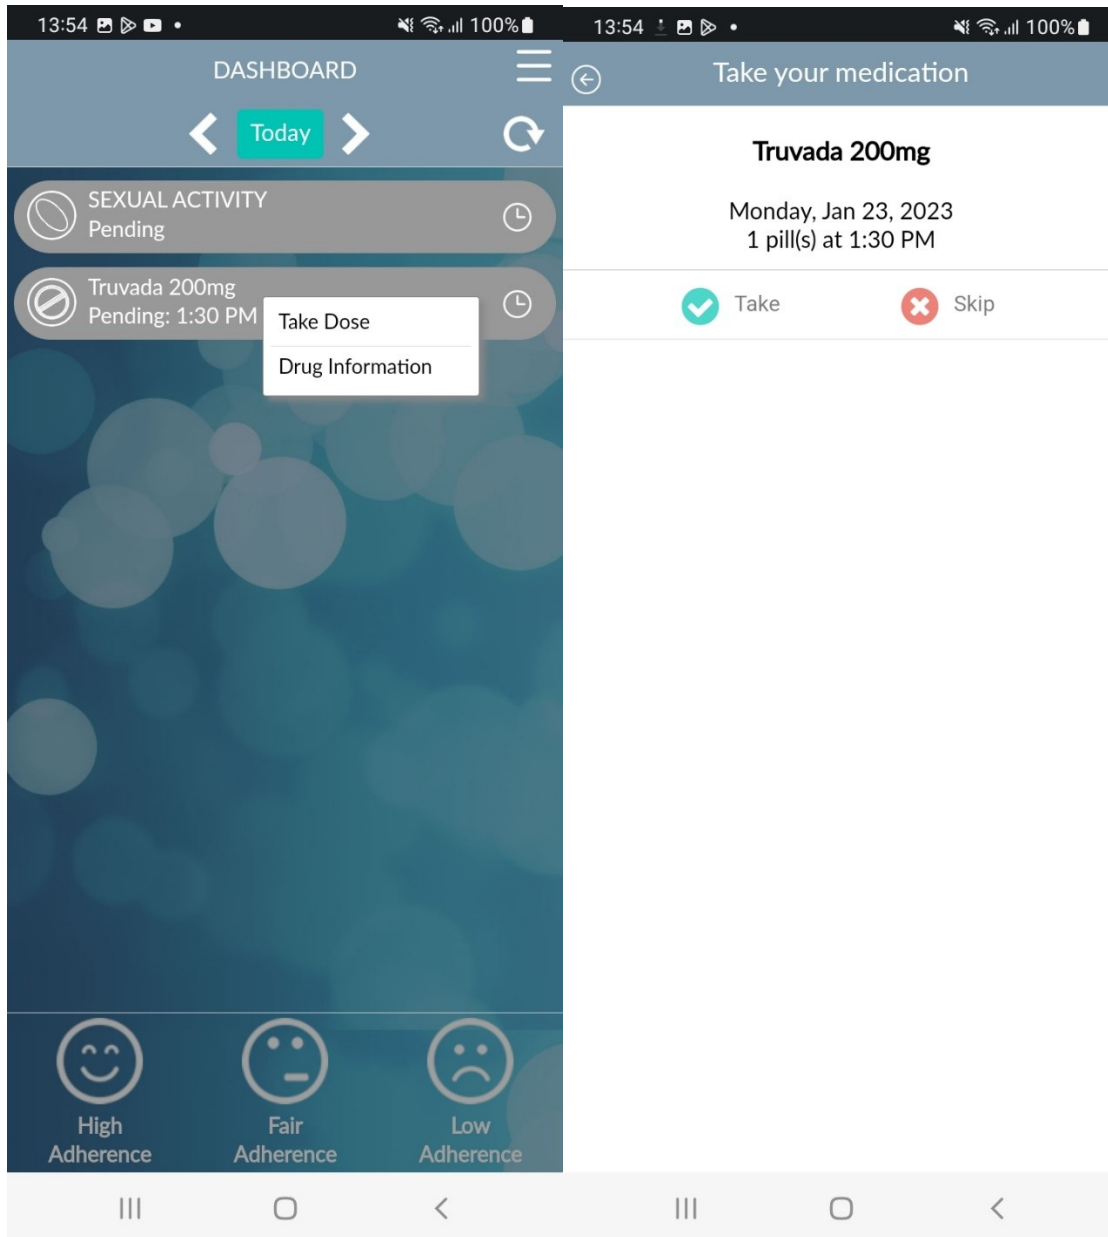 13:54
100%
DASHBOARD
Today
SEXUAL ACTIVITY
Pending
Truvada 200mg
Pending: 1:30 PM
Take Dose
Drug Information
High
Adherence
Fair
Adherence
Low
Adherence
13:54
100%
Take your medication
Truvada 200mg
Monday, Jan 23, 2023
1 pill(s) at 1:30 PM
Take
Skip